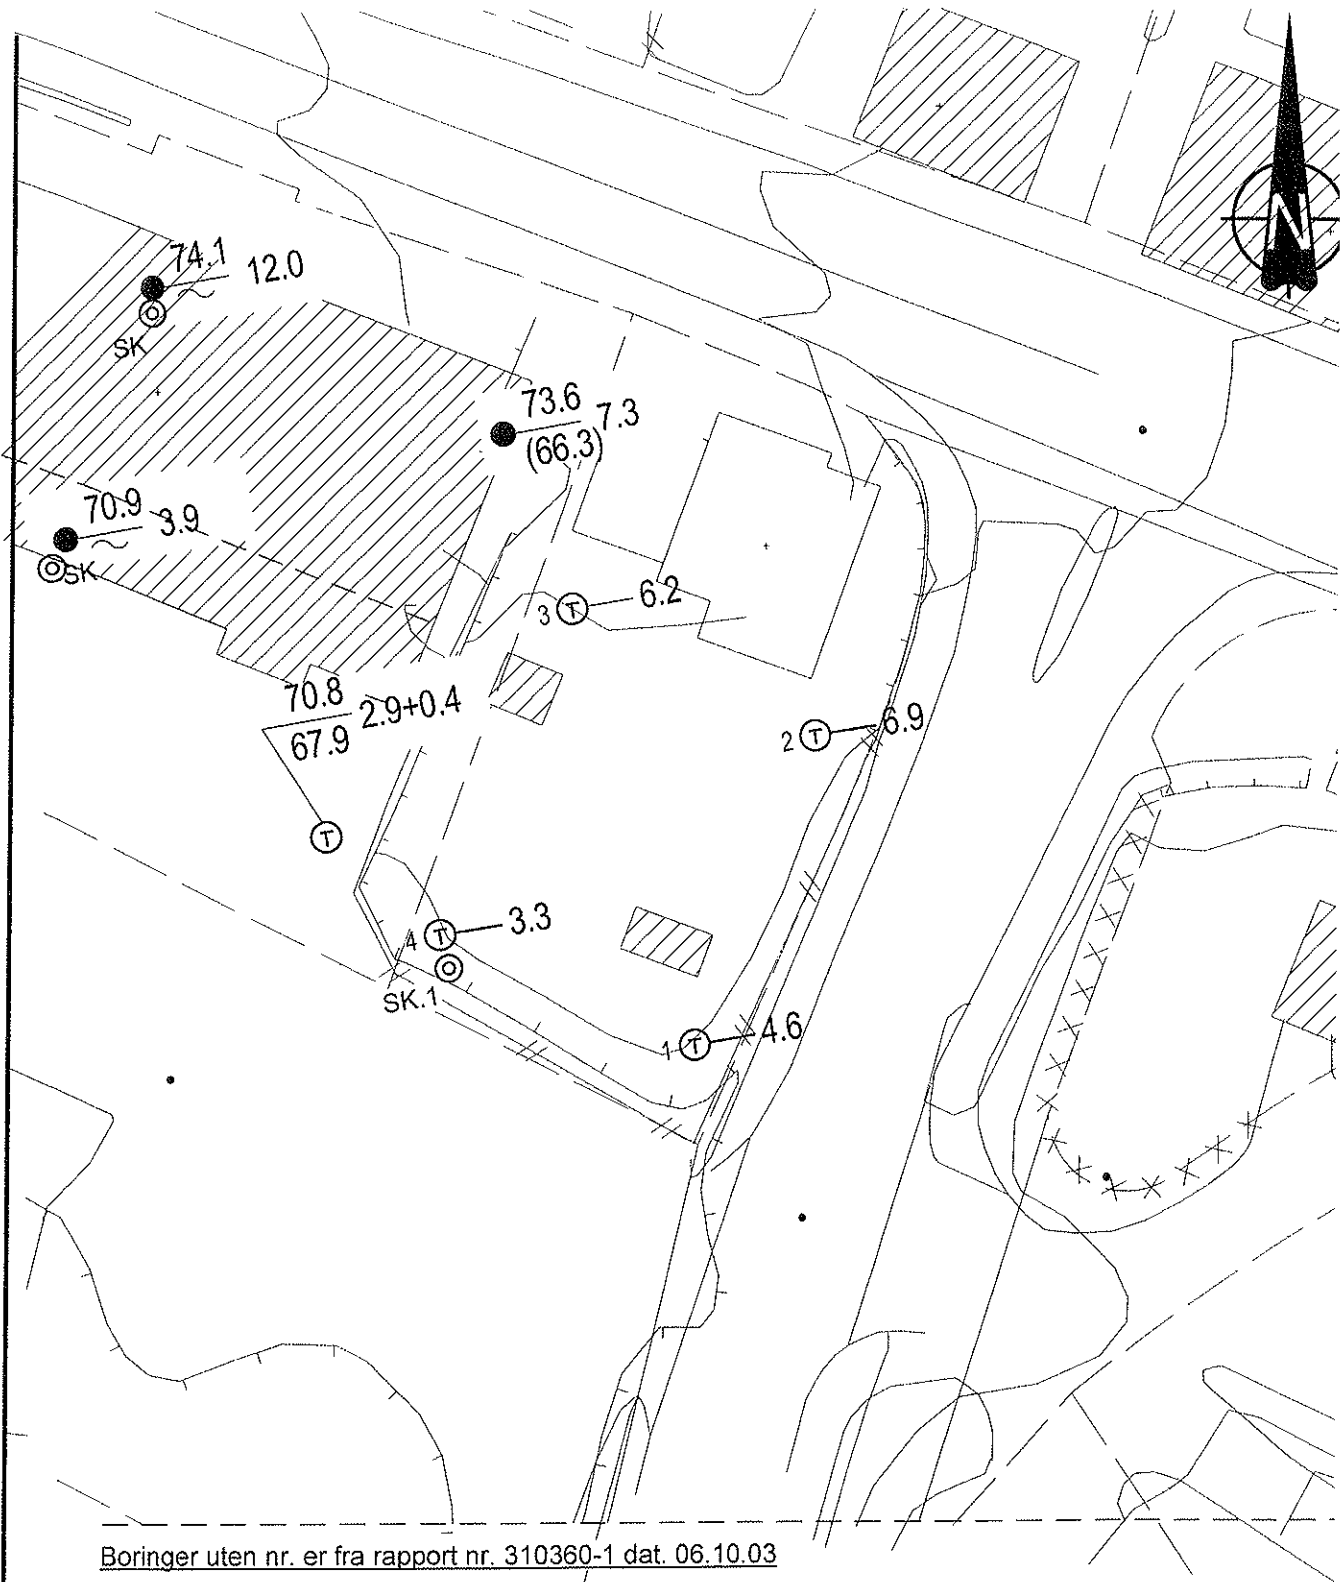 N
74.1
12.0
SK
73.6
7.3
(66.3)
70.9
3.9
SK
3 T 6.2
70.8
2.9+0.4
67.9
2 T 6.9
T
4 T 3.3
SK.1
1 T 4.6
Boringer uten nr. er fra rapport nr. 310360-1 dat. 06.10.03